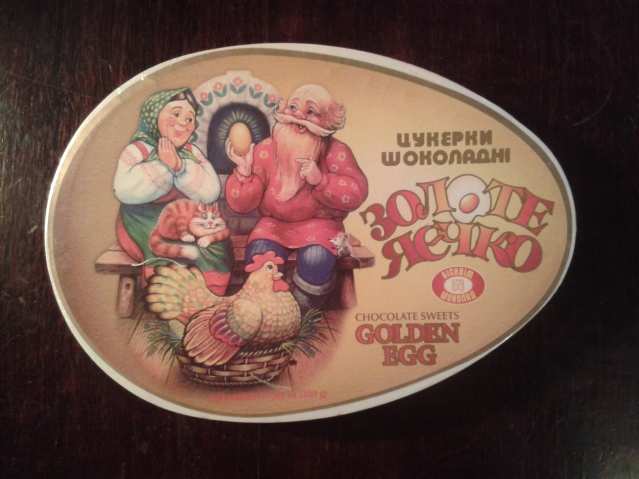 ЦУКЕРКИ
ШОКОЛАДНІ
ЗОЛОТЕ
ЯЄЧКО
CHOCOLATE SWEETS
GOLDEN
EGG